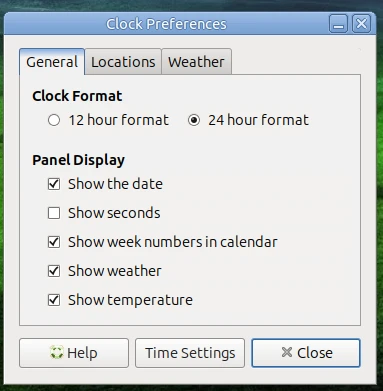 Clock Preferences
General Locations Weather
Clock Format
12 hour format 24 hour format
Panel Display
Show the date
Show seconds
Show week numbers in calendar
Show weather
Show temperature
Help Time Settings Close